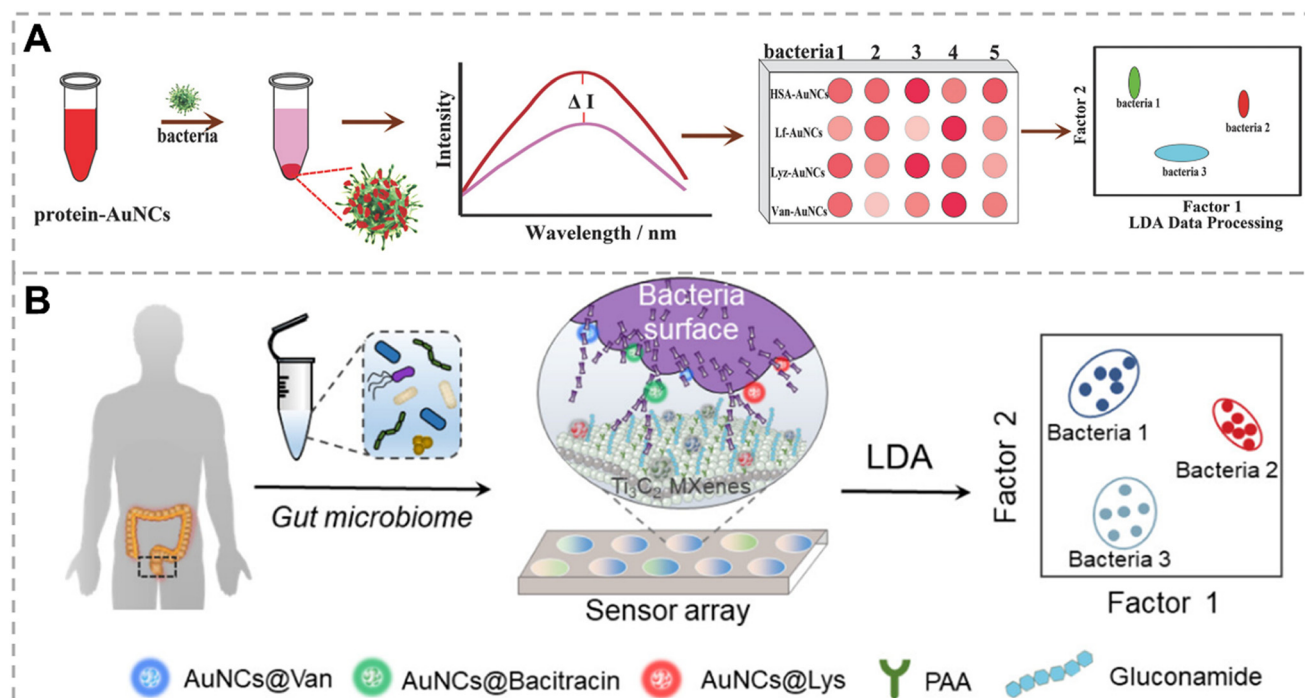 A
bacteria
protein-AuNCs
Intensity
Δ I
Wavelength / nm
bacteria 1 2 3 4 5
HSA-AuNCs
Lf-AuNCs
Lyz-AuNCs
Van-AuNCs
Factor 2
bacteria 1
bacteria 2
bacteria 3
Factor 1
LDA Data Processing
B
Gut microbiome
Bacteria
surface
Ti₃C₂ MXenes
Sensor array
LDA
Factor 2
Bacteria 1
Bacteria 2
Bacteria 3
Factor 1
AuNCs@Van
AuNCs@Bacitracin
AuNCs@Lys
PAA
Gluconamide